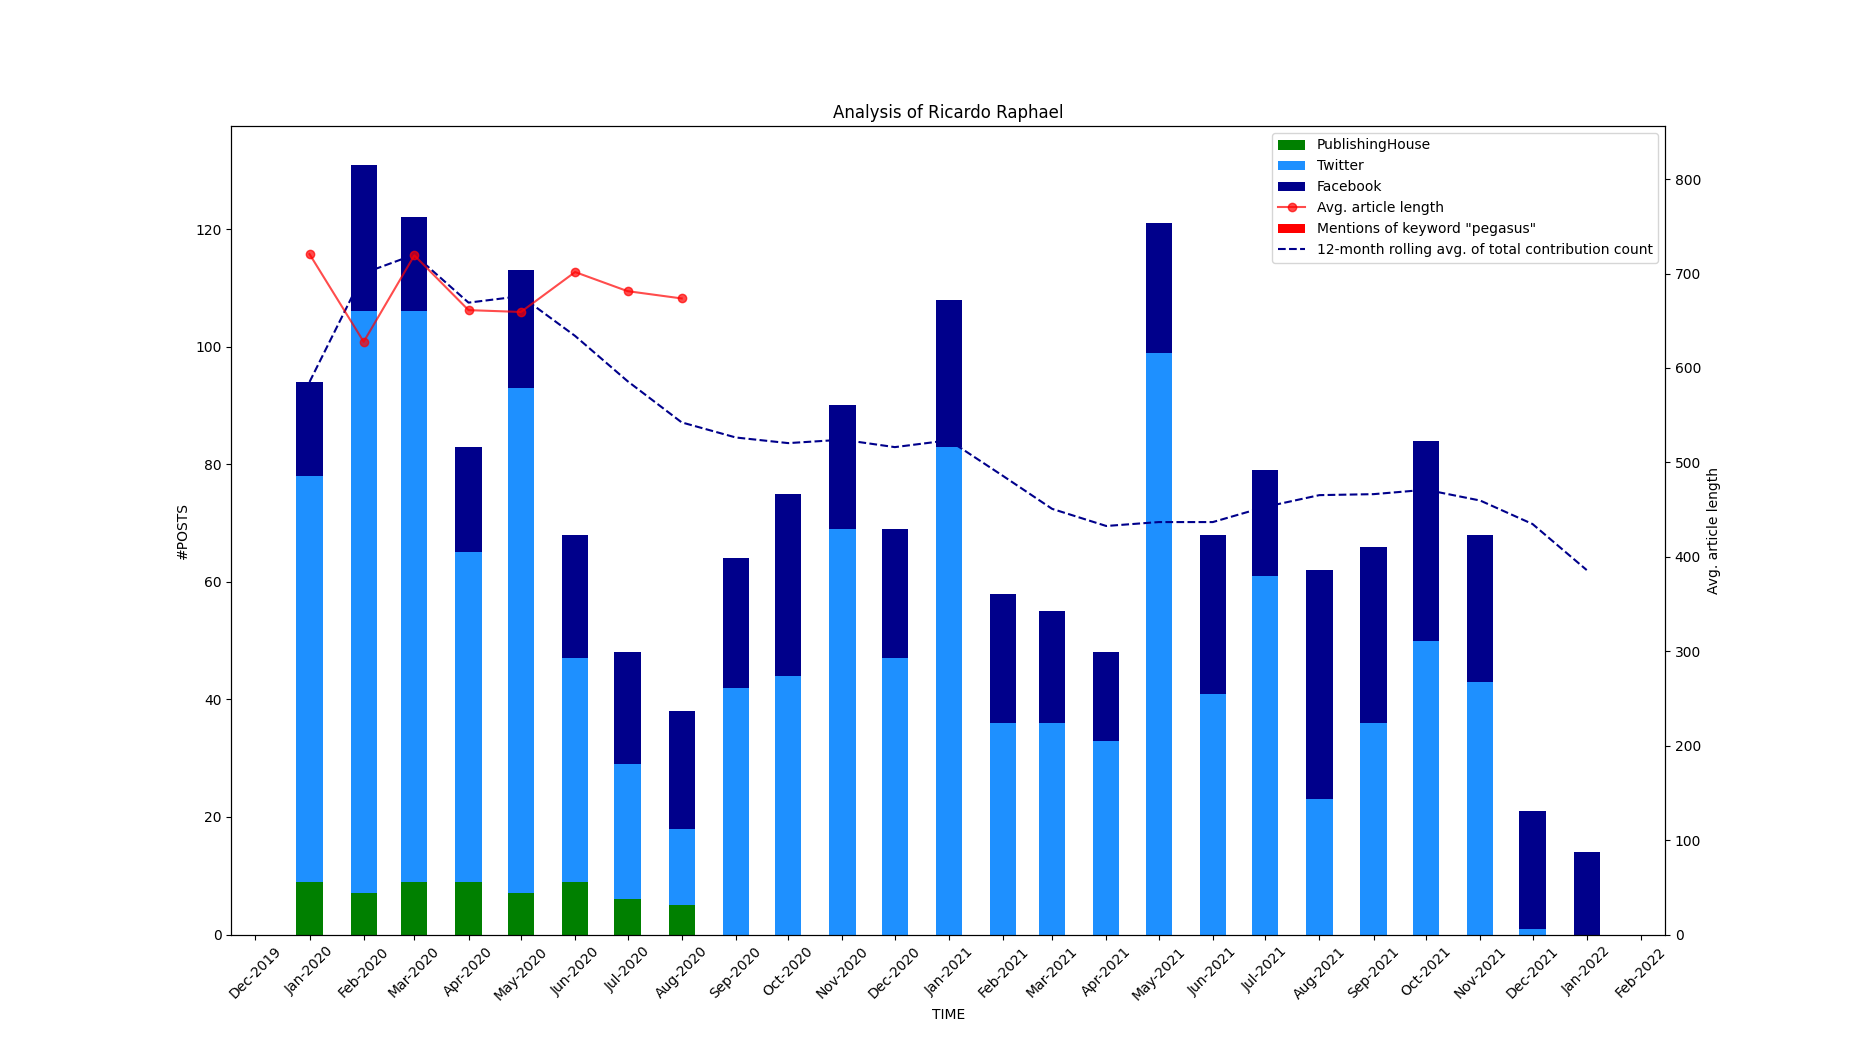 Analysis of Ricardo Raphael
PublishingHouse
Twitter
Facebook
Avg. article length
Mentions of keyword "pegasus"
12-month rolling avg. of total contribution count
120
100
80
60
40
20
0
#POSTS
800
700
600
500
400
300
200
100
0
Avg. article length
Dec-2019
Jan-2020
Feb-2020
Mar-2020
Apr-2020
May-2020
Jun-2020
Jul-2020
Aug-2020
Sep-2020
Oct-2020
Nov-2020
Dec-2020
Jan-2021
Feb-2021
Mar-2021
Apr-2021
May-2021
Jun-2021
Jul-2021
Aug-2021
Sep-2021
Oct-2021
Nov-2021
Dec-2021
Jan-2022
Feb-2022
TIME